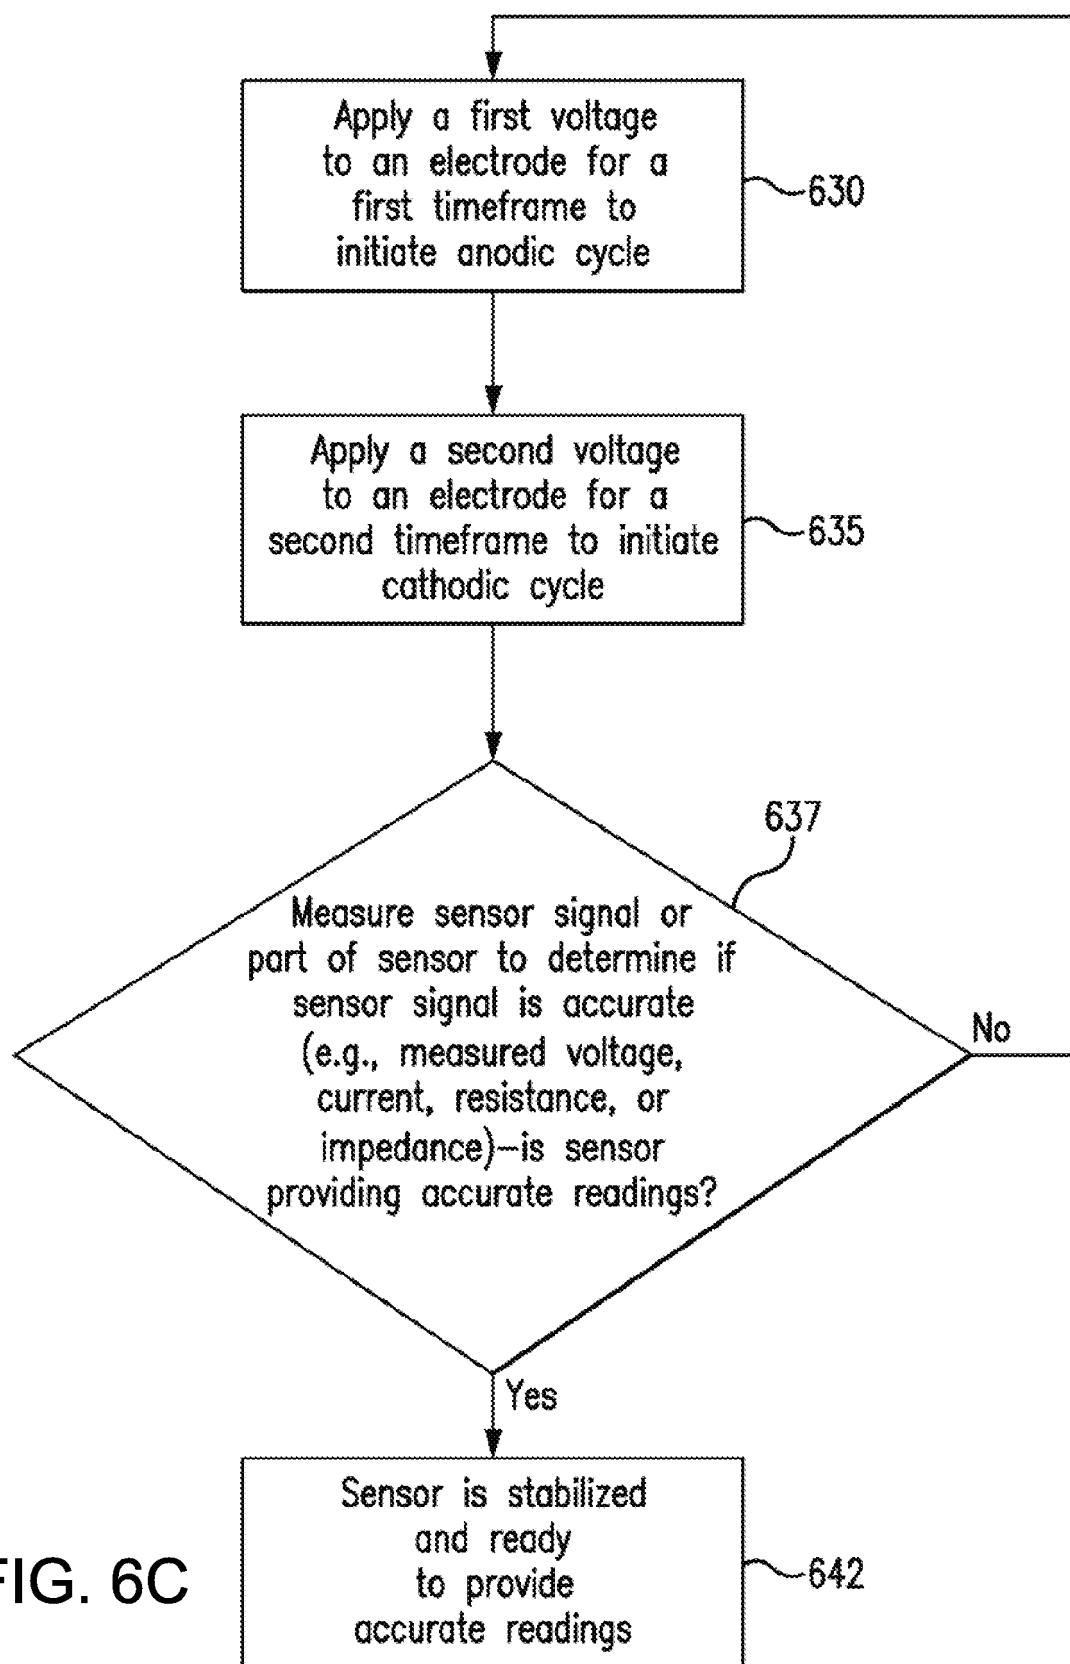 Apply a first voltage
to an electrode for a
first timeframe to
initiate anodic cycle
630
Apply a second voltage
to an electrode for a
second timeframe to initiate
cathodic cycle
635
637
Measure sensor signal or
part of sensor to determine if
sensor signal is accurate
(e.g., measured voltage,
current, resistance, or
impedance)–is sensor
providing accurate readings?
No
Yes
Sensor is stabilized
and ready
to provide
accurate readings
642
FIG. 6C